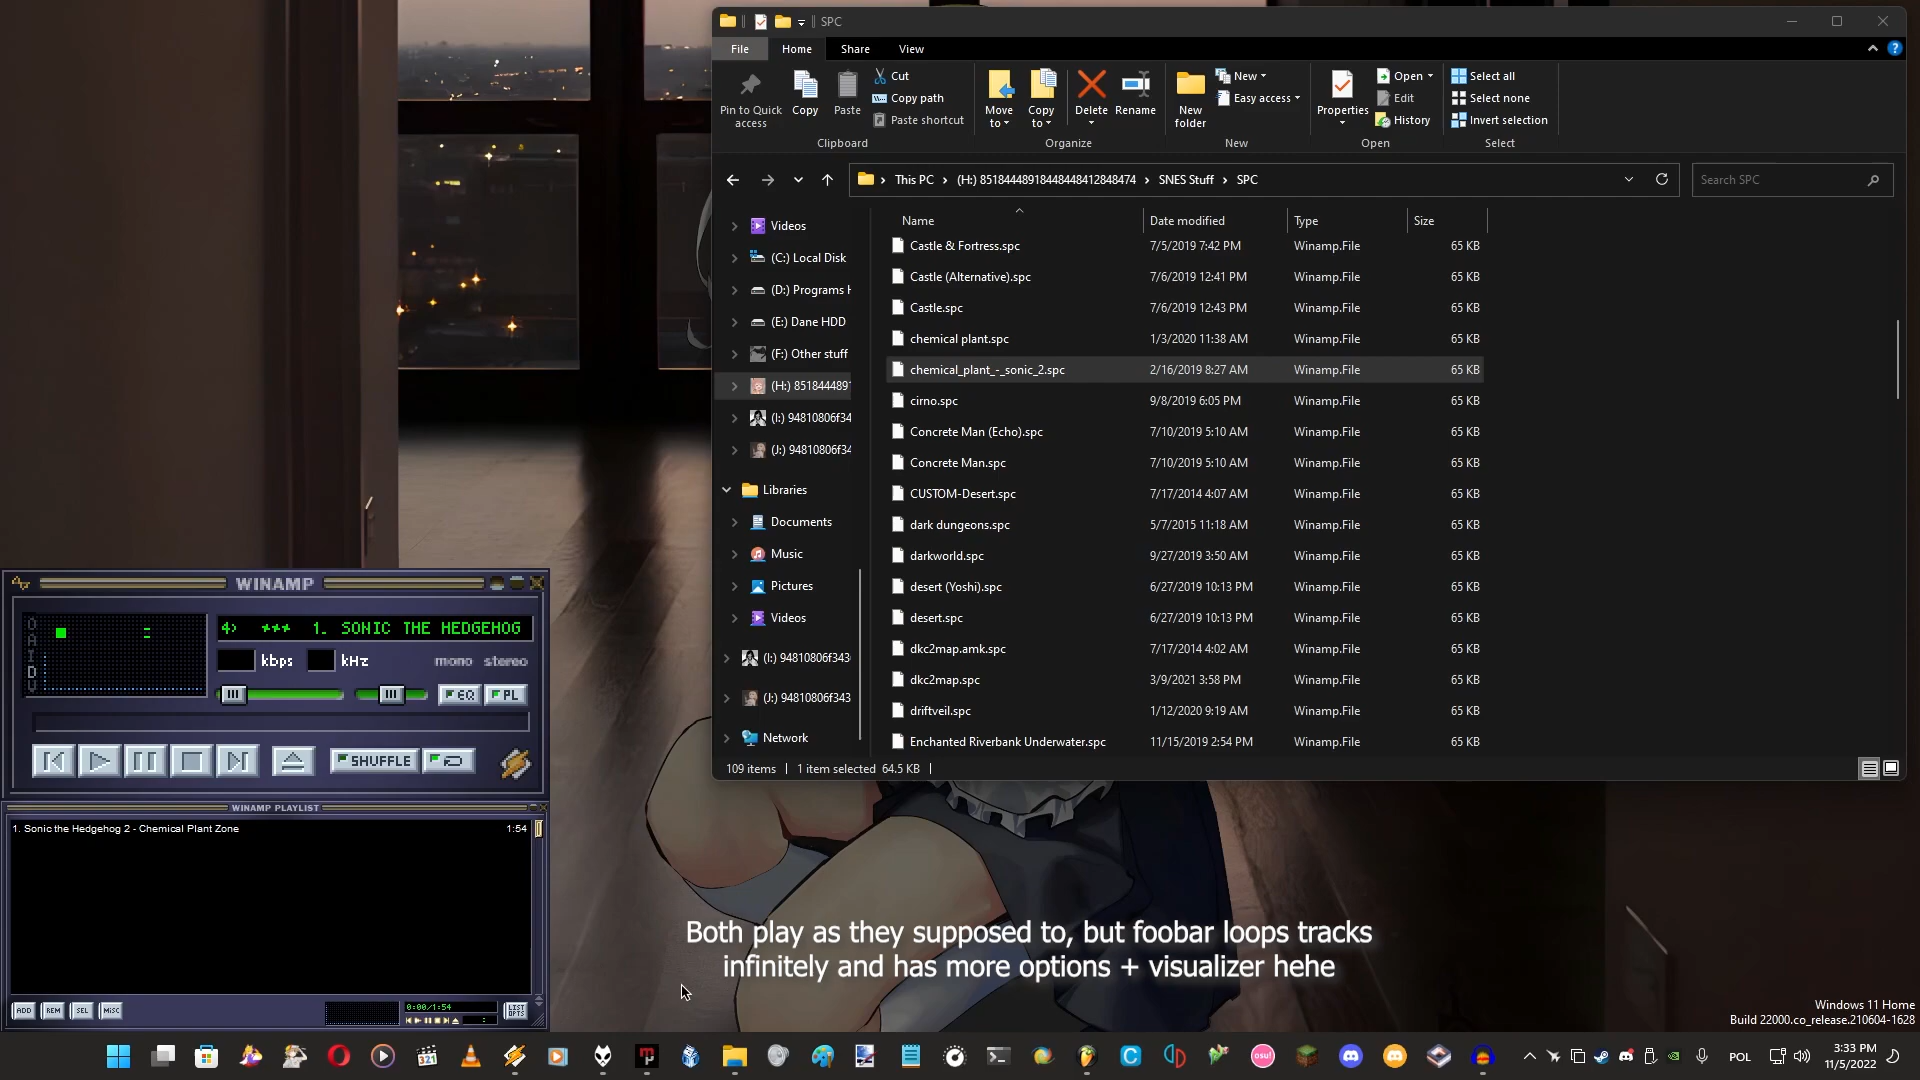 SPC
File
Home
Share
View
Pin to Quick access
Copy
Paste
Cut
Copy path
Paste shortcut
Clipboard
Move to
Copy to
Delete
Rename
Organize
New folder
New
Easy access
New
Properties
Open
Edit
History
Open
Select all
Select none
Invert selection
Select
This PC > (H:) 85184448918448448412848474 > SNES Stuff > SPC
Search SPC
Videos
(C:) Local Disk
(D:) Programs H
(E:) Dane HDD
(F:) Other stuff
(H:) 851844489
(I:) 94810806f34
(J:) 94810806f34
Libraries
Documents
Music
Pictures
Videos
(I:) 94810806f343
(J:) 94810806f343
Network
Name Date modified Type Size
Castle & Fortress.spc 7/5/2019 7:42 PM Winamp.File 65 KB
Castle (Alternative).spc 7/6/2019 12:41 PM Winamp.File 65 KB
Castle.spc 7/6/2019 12:43 PM Winamp.File 65 KB
chemical plant.spc 1/3/2020 11:38 AM Winamp.File 65 KB
chemical_plant_-_sonic_2.spc 2/16/2019 8:27 AM Winamp.File 65 KB
cirno.spc 9/8/2019 6:05 PM Winamp.File 65 KB
Concrete Man (Echo).spc 7/10/2019 5:10 AM Winamp.File 65 KB
Concrete Man.spc 7/10/2019 5:10 AM Winamp.File 65 KB
CUSTOM-Desert.spc 7/17/2014 4:07 AM Winamp.File 65 KB
dark dungeons.spc 5/7/2015 11:18 AM Winamp.File 65 KB
darkworld.spc 9/27/2019 3:50 AM Winamp.File 65 KB
desert (Yoshi).spc 6/27/2019 10:13 PM Winamp.File 65 KB
desert.spc 6/27/2019 10:13 PM Winamp.File 65 KB
dkc2map.amk.spc 7/17/2014 4:02 AM Winamp.File 65 KB
dkc2map.spc 3/9/2021 3:58 PM Winamp.File 65 KB
driftveil.spc 1/12/2020 9:19 AM Winamp.File 65 KB
Enchanted Riverbank Underwater.spc 11/15/2019 2:54 PM Winamp.File 65 KB
109 items | 1 item selected 64.5 KB |
WINAMP
O A I D V
4) *** 1. SONIC THE HEDGEHOG
kbps kHz mono stereo
EQ PL
SHUFFLE
WINAMP PLAYLIST
1. Sonic the Hedgehog 2 - Chemical Plant Zone 1:54
ADD REM SEL MISC
0:00/1:54
LIST OPTS
Both play as they supposed to, but foobar loops tracks
infinitely and has more options + visualizer hehe
Windows 11 Home
Build 22000.co_release.210604-1628
321
osu!
POL
3:33 PM
11/5/2022